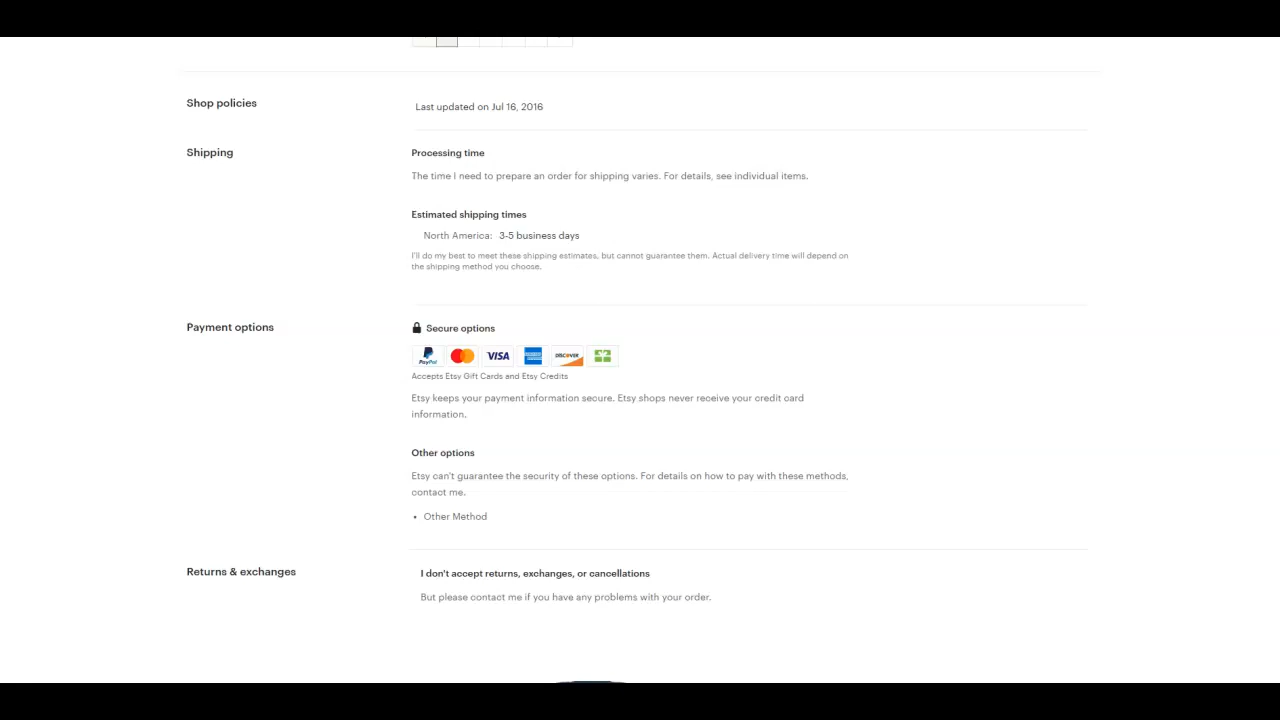 Shop policies
Last updated on Jul 16, 2016
Shipping
Processing time
The time I need to prepare an order for shipping varies. For details, see individual items.
Estimated shipping times
North America: 3-5 business days
I'll do my best to meet these shipping estimates, but cannot guarantee them. Actual delivery time will depend on
the shipping method you choose.
Payment options
Secure options
PayPal VISA AMERICAN EXPRESS DISCOVER
Accepts Etsy Gift Cards and Etsy Credits
Etsy keeps your payment information secure. Etsy shops never receive your credit card
information.
Other options
Etsy can't guarantee the security of these options. For details on how to pay with these methods,
contact me.
• Other Method
Returns & exchanges
I don't accept returns, exchanges, or cancellations
But please contact me if you have any problems with your order.